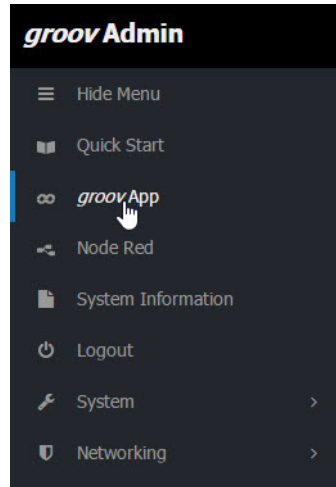 groov Admin
Hide Menu
Quick Start
groov App
Node Red
System Information
Logout
System
Networking